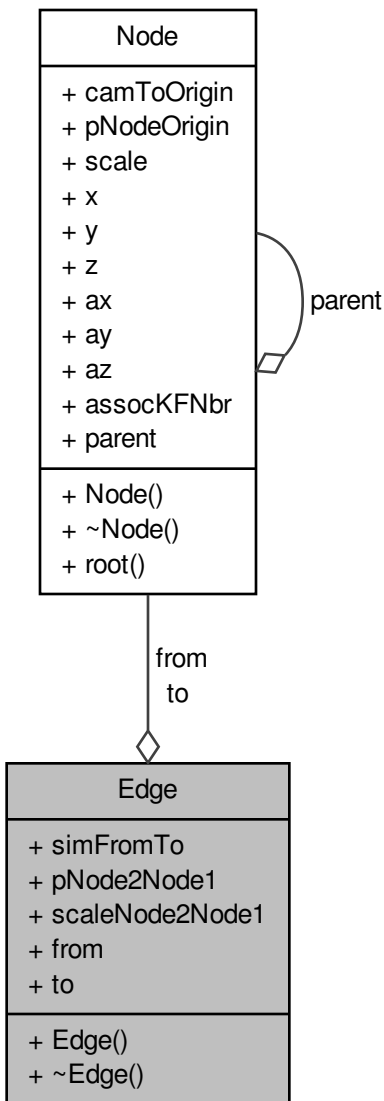 Node
+ camToOrigin
+ pNodeOrigin
+ scale
+ x
+ y
+ z
+ ax
+ ay
+ az
+ assocKFNbr
+ parent
parent
+ Node()
+ ~Node()
+ root()
from
to
Edge
+ simFromTo
+ pNode2Node1
+ scaleNode2Node1
+ from
+ to
+ Edge()
+ ~Edge()